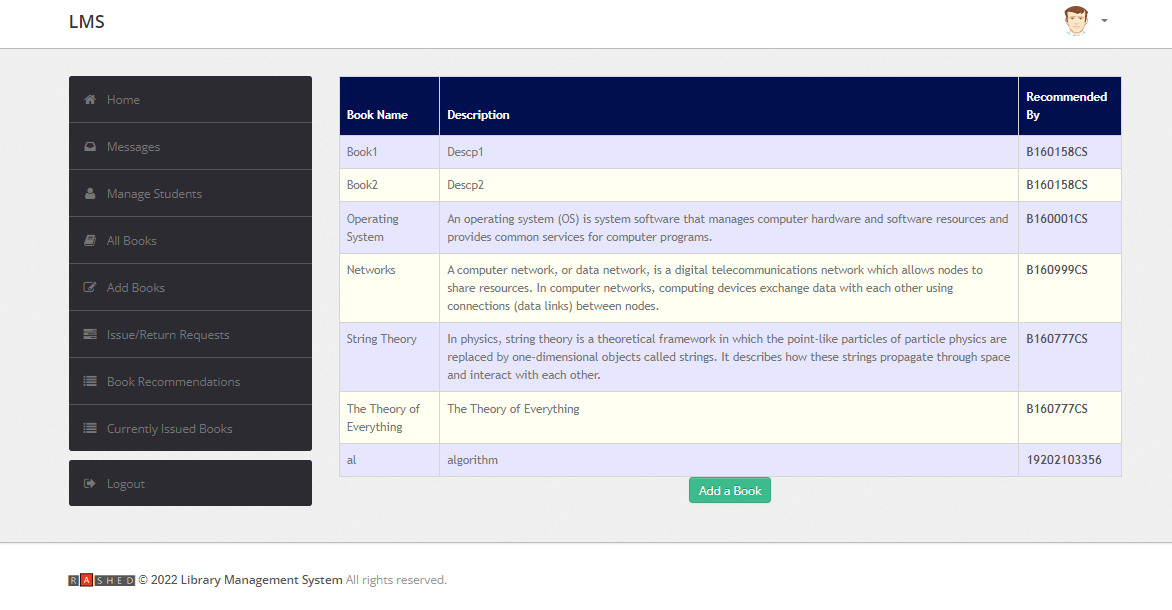 LMS
Home
Messages
Manage Students
All Books
Add Books
Issue/Return Requests
Book Recommendations
Currently Issued Books
Logout
Book Name Description Recommended
By
Book1 Descp1 B160158CS
Book2 Descp2 B160158CS
Operating An operating system (OS) is system software that manages computer hardware and software resources and B160001CS
System provides common services for computer programs.
Networks A computer network, or data network, is a digital telecommunications network which allows nodes to B160999CS
share resources. In computer networks, computing devices exchange data with each other using
connections (data links) between nodes.
String Theory In physics, string theory is a theoretical framework in which the point-like particles of particle physics are B160777CS
replaced by one-dimensional objects called strings. It describes how these strings propagate through space
and interact with each other.
The Theory of The Theory of Everything B160777CS
Everything
al algorithm 19202103356
Add a Book
RASHED © 2022 Library Management System All rights reserved.